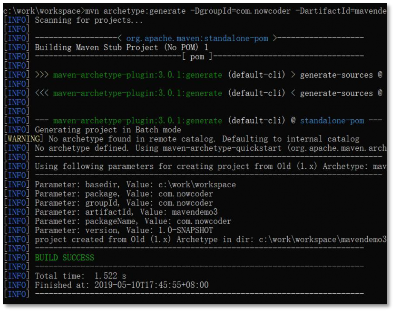 c:\work\workspace>mvn archetype:generate -DgroupId=com.nowcoder -DartifactId=mavende
[INFO] Scanning for projects...
[INFO]
[INFO] ------------------< org.apache.maven:standalone-pom >-------------------
[INFO] Building Maven Stub Project (No POM) 1
[INFO] --------------------------------[ pom ]---------------------------------
[INFO]
[INFO] >>> maven-archetype-plugin:3.0.1:generate (default-cli) > generate-sources @
[INFO]
[INFO] <<< maven-archetype-plugin:3.0.1:generate (default-cli) < generate-sources @
[INFO]
[INFO]
[INFO] --- maven-archetype-plugin:3.0.1:generate (default-cli) @ standalone-pom ---
[INFO] Generating project in Batch mode
[WARNING] No archetype found in remote catalog. Defaulting to internal catalog
[INFO] No archetype defined. Using maven-archetype-quickstart (org.apache.maven.arch
[INFO] ----------------------------------------------------------------------------
[INFO] Using following parameters for creating project from Old (1.x) Archetype: mav
[INFO] ----------------------------------------------------------------------------
[INFO] Parameter: basedir, Value: c:\work\workspace
[INFO] Parameter: package, Value: com.nowcoder
[INFO] Parameter: groupId, Value: com.nowcoder
[INFO] Parameter: artifactId, Value: mavendemo3
[INFO] Parameter: packageName, Value: com.nowcoder
[INFO] Parameter: version, Value: 1.0-SNAPSHOT
[INFO] project created from Old (1.x) Archetype in dir: c:\work\workspace\mavendemo3
[INFO] ------------------------------------------------------------------------
[INFO] BUILD SUCCESS
[INFO] ------------------------------------------------------------------------
[INFO] Total time:  1.522 s
[INFO] Finished at: 2019-05-10T17:45:55+08:00
[INFO] ------------------------------------------------------------------------